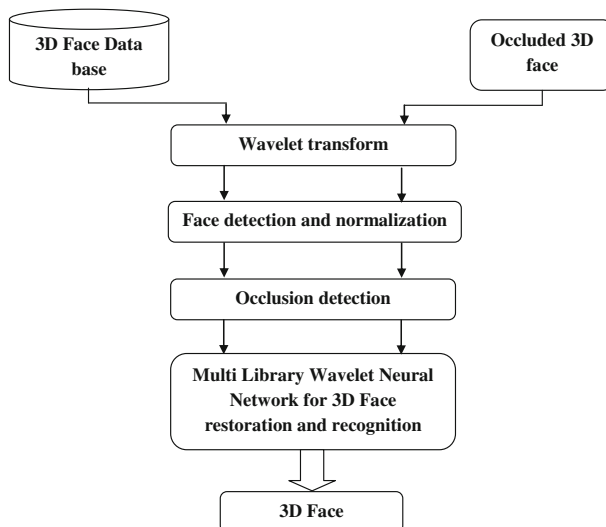 3D Face Data
base
Occluded 3D
face
Wavelet transform
Face detection and normalization
Occlusion detection
Multi Library Wavelet Neural
Network for 3D Face
restoration and recognition
3D Face